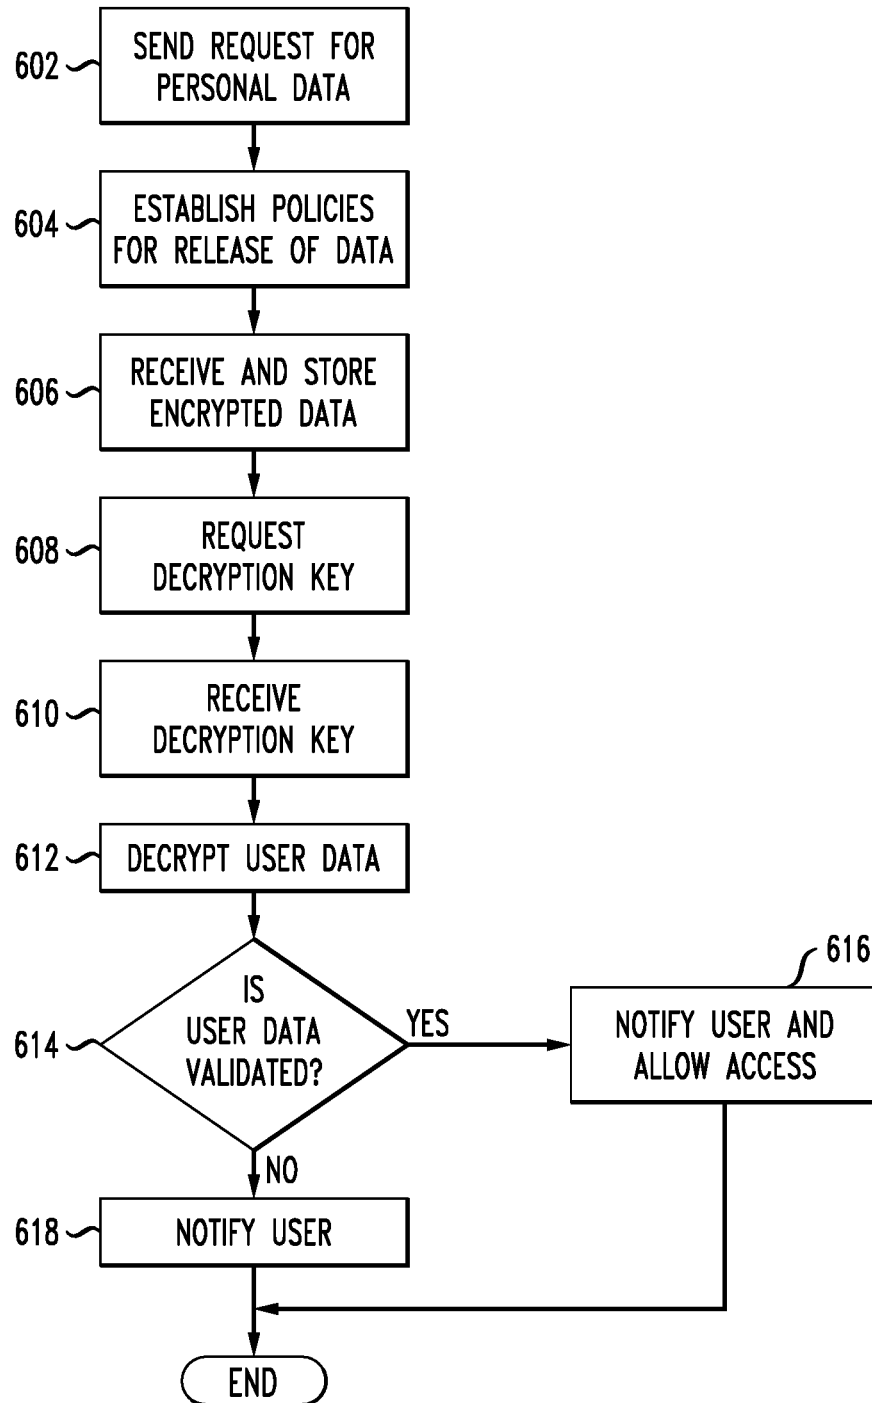 602
SEND REQUEST FOR
PERSONAL DATA
604
ESTABLISH POLICIES
FOR RELEASE OF DATA
606
RECEIVE AND STORE
ENCRYPTED DATA
608
REQUEST
DECRYPTION KEY
610
RECEIVE
DECRYPTION KEY
612
DECRYPT USER DATA
614
IS
USER DATA
VALIDATED?
YES
616
NOTIFY USER AND
ALLOW ACCESS
NO
618
NOTIFY USER
END